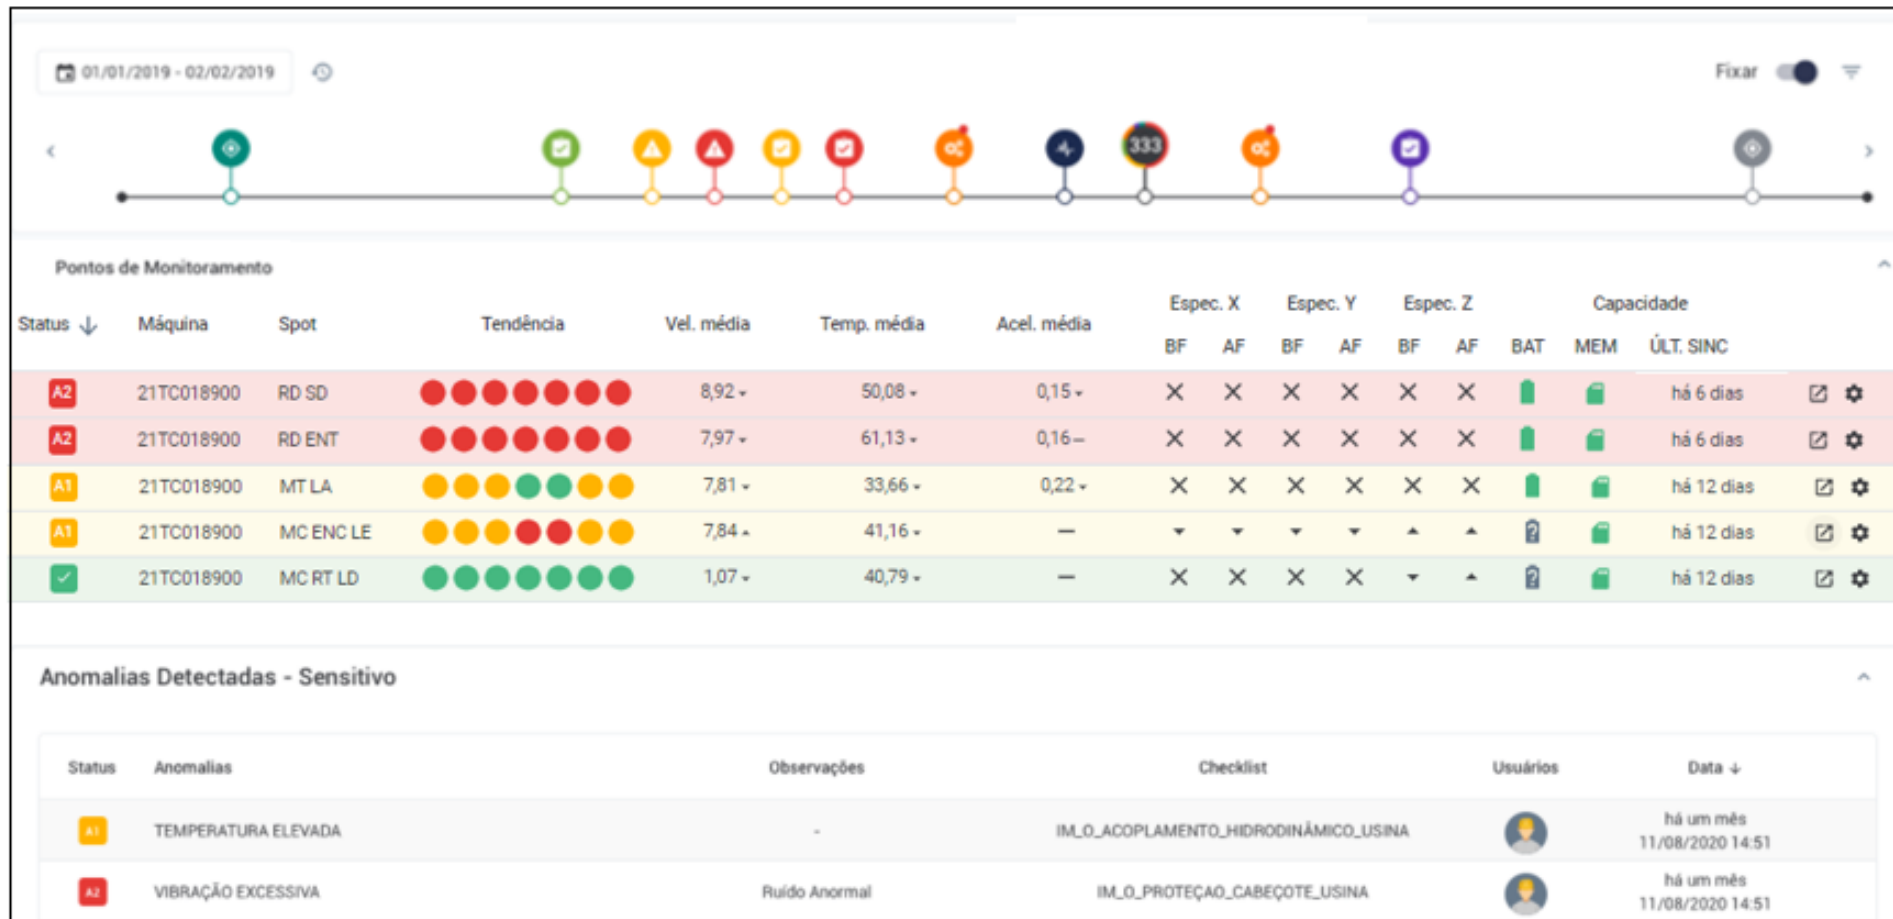 01/01/2019 - 02/02/2019 Fixar
333
Pontos de Monitoramento
Status Máquina Spot Tendência Vel. média Temp. média Acel. média Espec. X Espec. Y Espec. Z Capacidade
BF AF BF AF BF AF BAT MEM ÚLT. SINC
A2 21TC018900 RD SD 8,92 50,08 0,15 há 6 dias
A2 21TC018900 RD ENT 7,97 61,13 0,16 há 6 dias
A1 21TC018900 MT LA 7,81 33,66 0,22 há 12 dias
A1 21TC018900 MC ENC LE 7,84 41,16 — há 12 dias
21TC018900 MC RT LD 1,07 40,79 — há 12 dias
Anomalias Detectadas - Sensitivo
Status Anomalias Observações Checklist Usuários Data
A1 TEMPERATURA ELEVADA - IM_O_ACOPLAMENTO_HIDRODINÂMICO_USINA há um mês
11/08/2020 14:51
A2 VIBRAÇÃO EXCESSIVA Ruído Anormal IM_O_PROTEÇAO_CABEÇOTE_USINA há um mês
11/08/2020 14:51